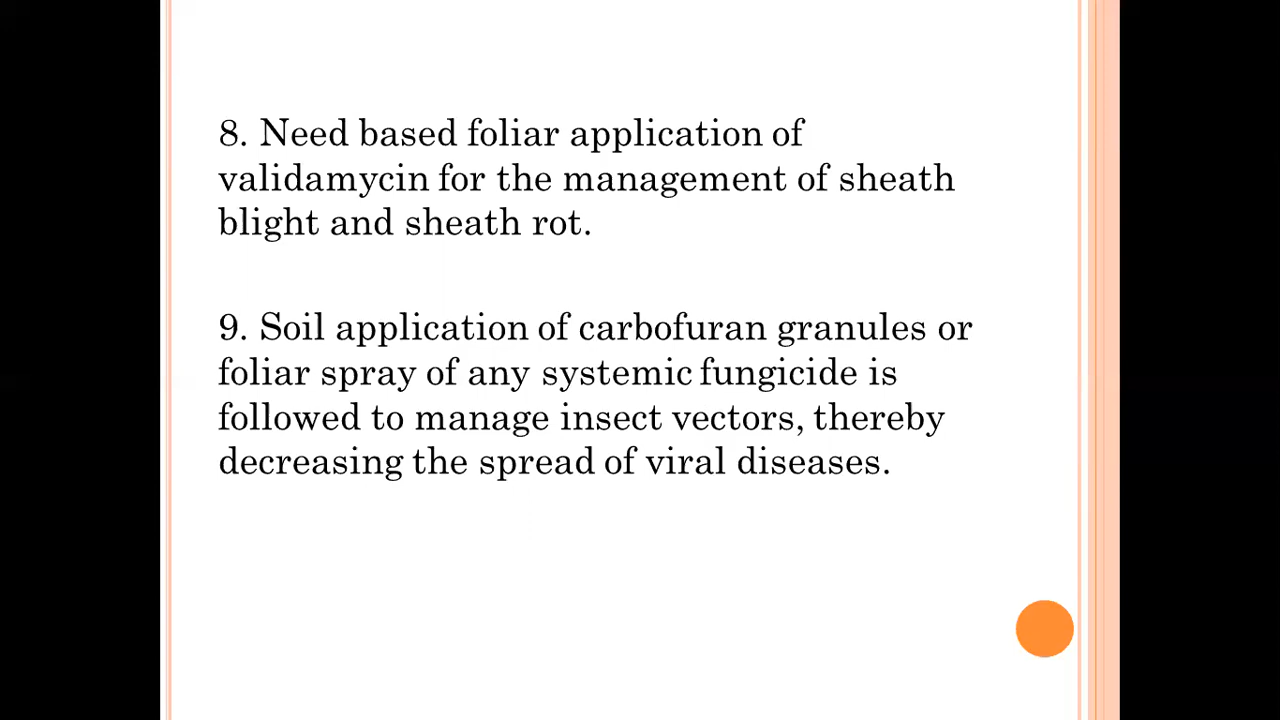 8. Need based foliar application of
validamycin for the management of sheath
blight and sheath rot.
9. Soil application of carbofuran granules or
foliar spray of any systemic fungicide is
followed to manage insect vectors, thereby
decreasing the spread of viral diseases.